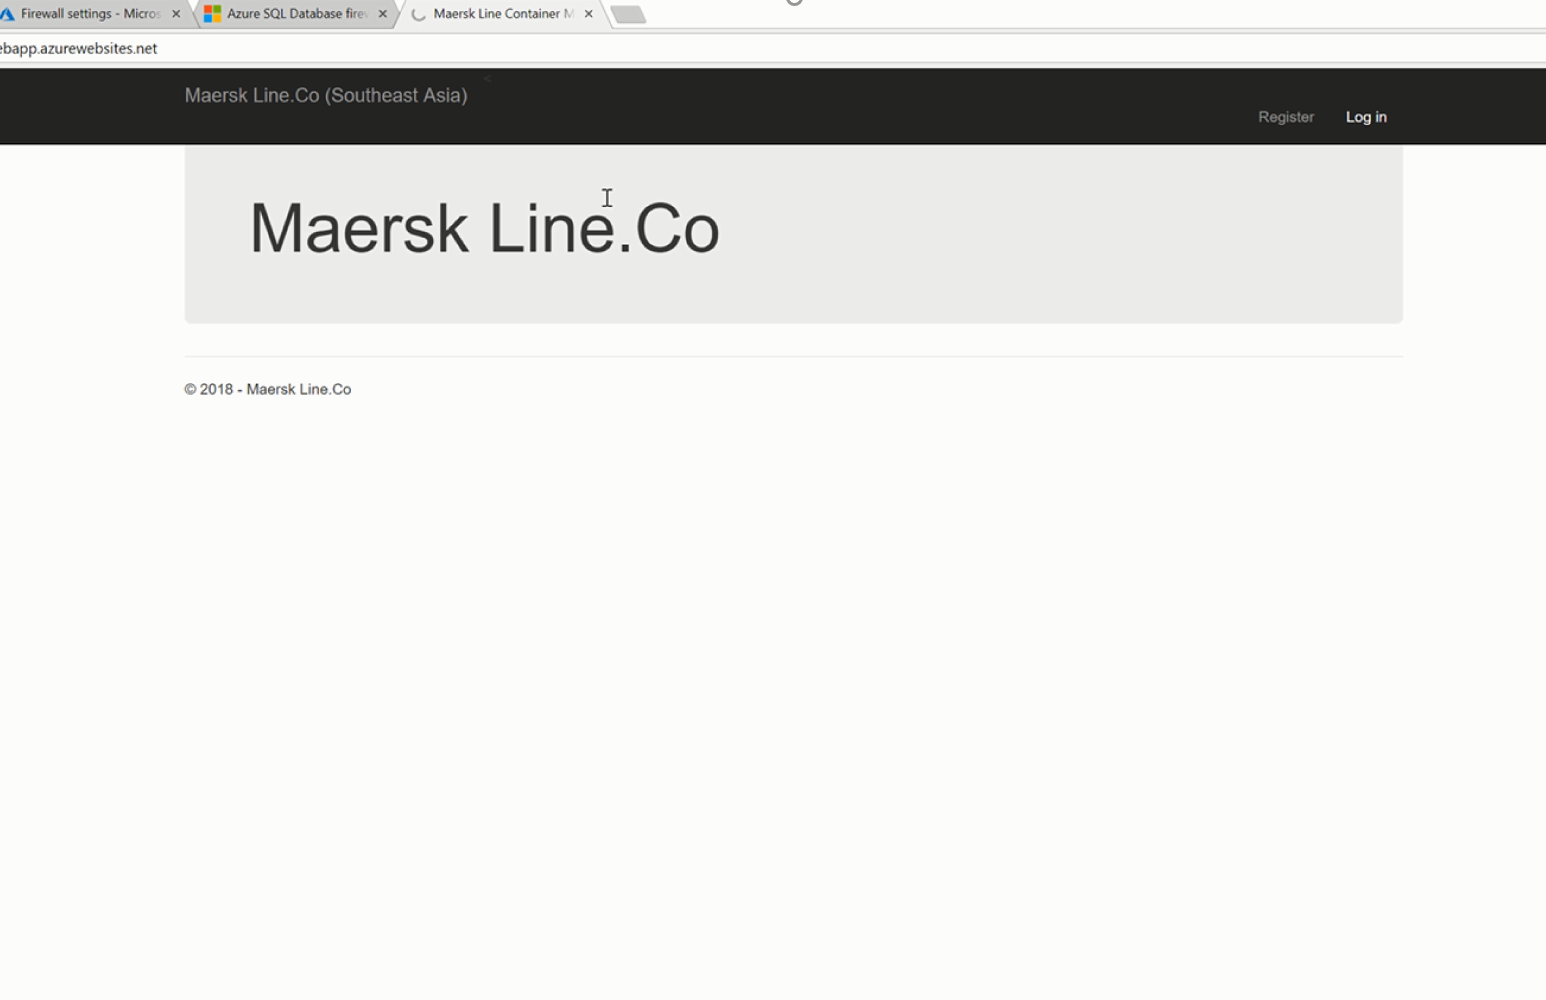 Firewall settings - Micros
Azure SQL Database fire
Maersk Line Container M
ebapp.azurewebsites.net
<
Maersk Line.Co (Southeast Asia)
Register
Log in
Maersk Line.Co
© 2018 - Maersk Line.Co